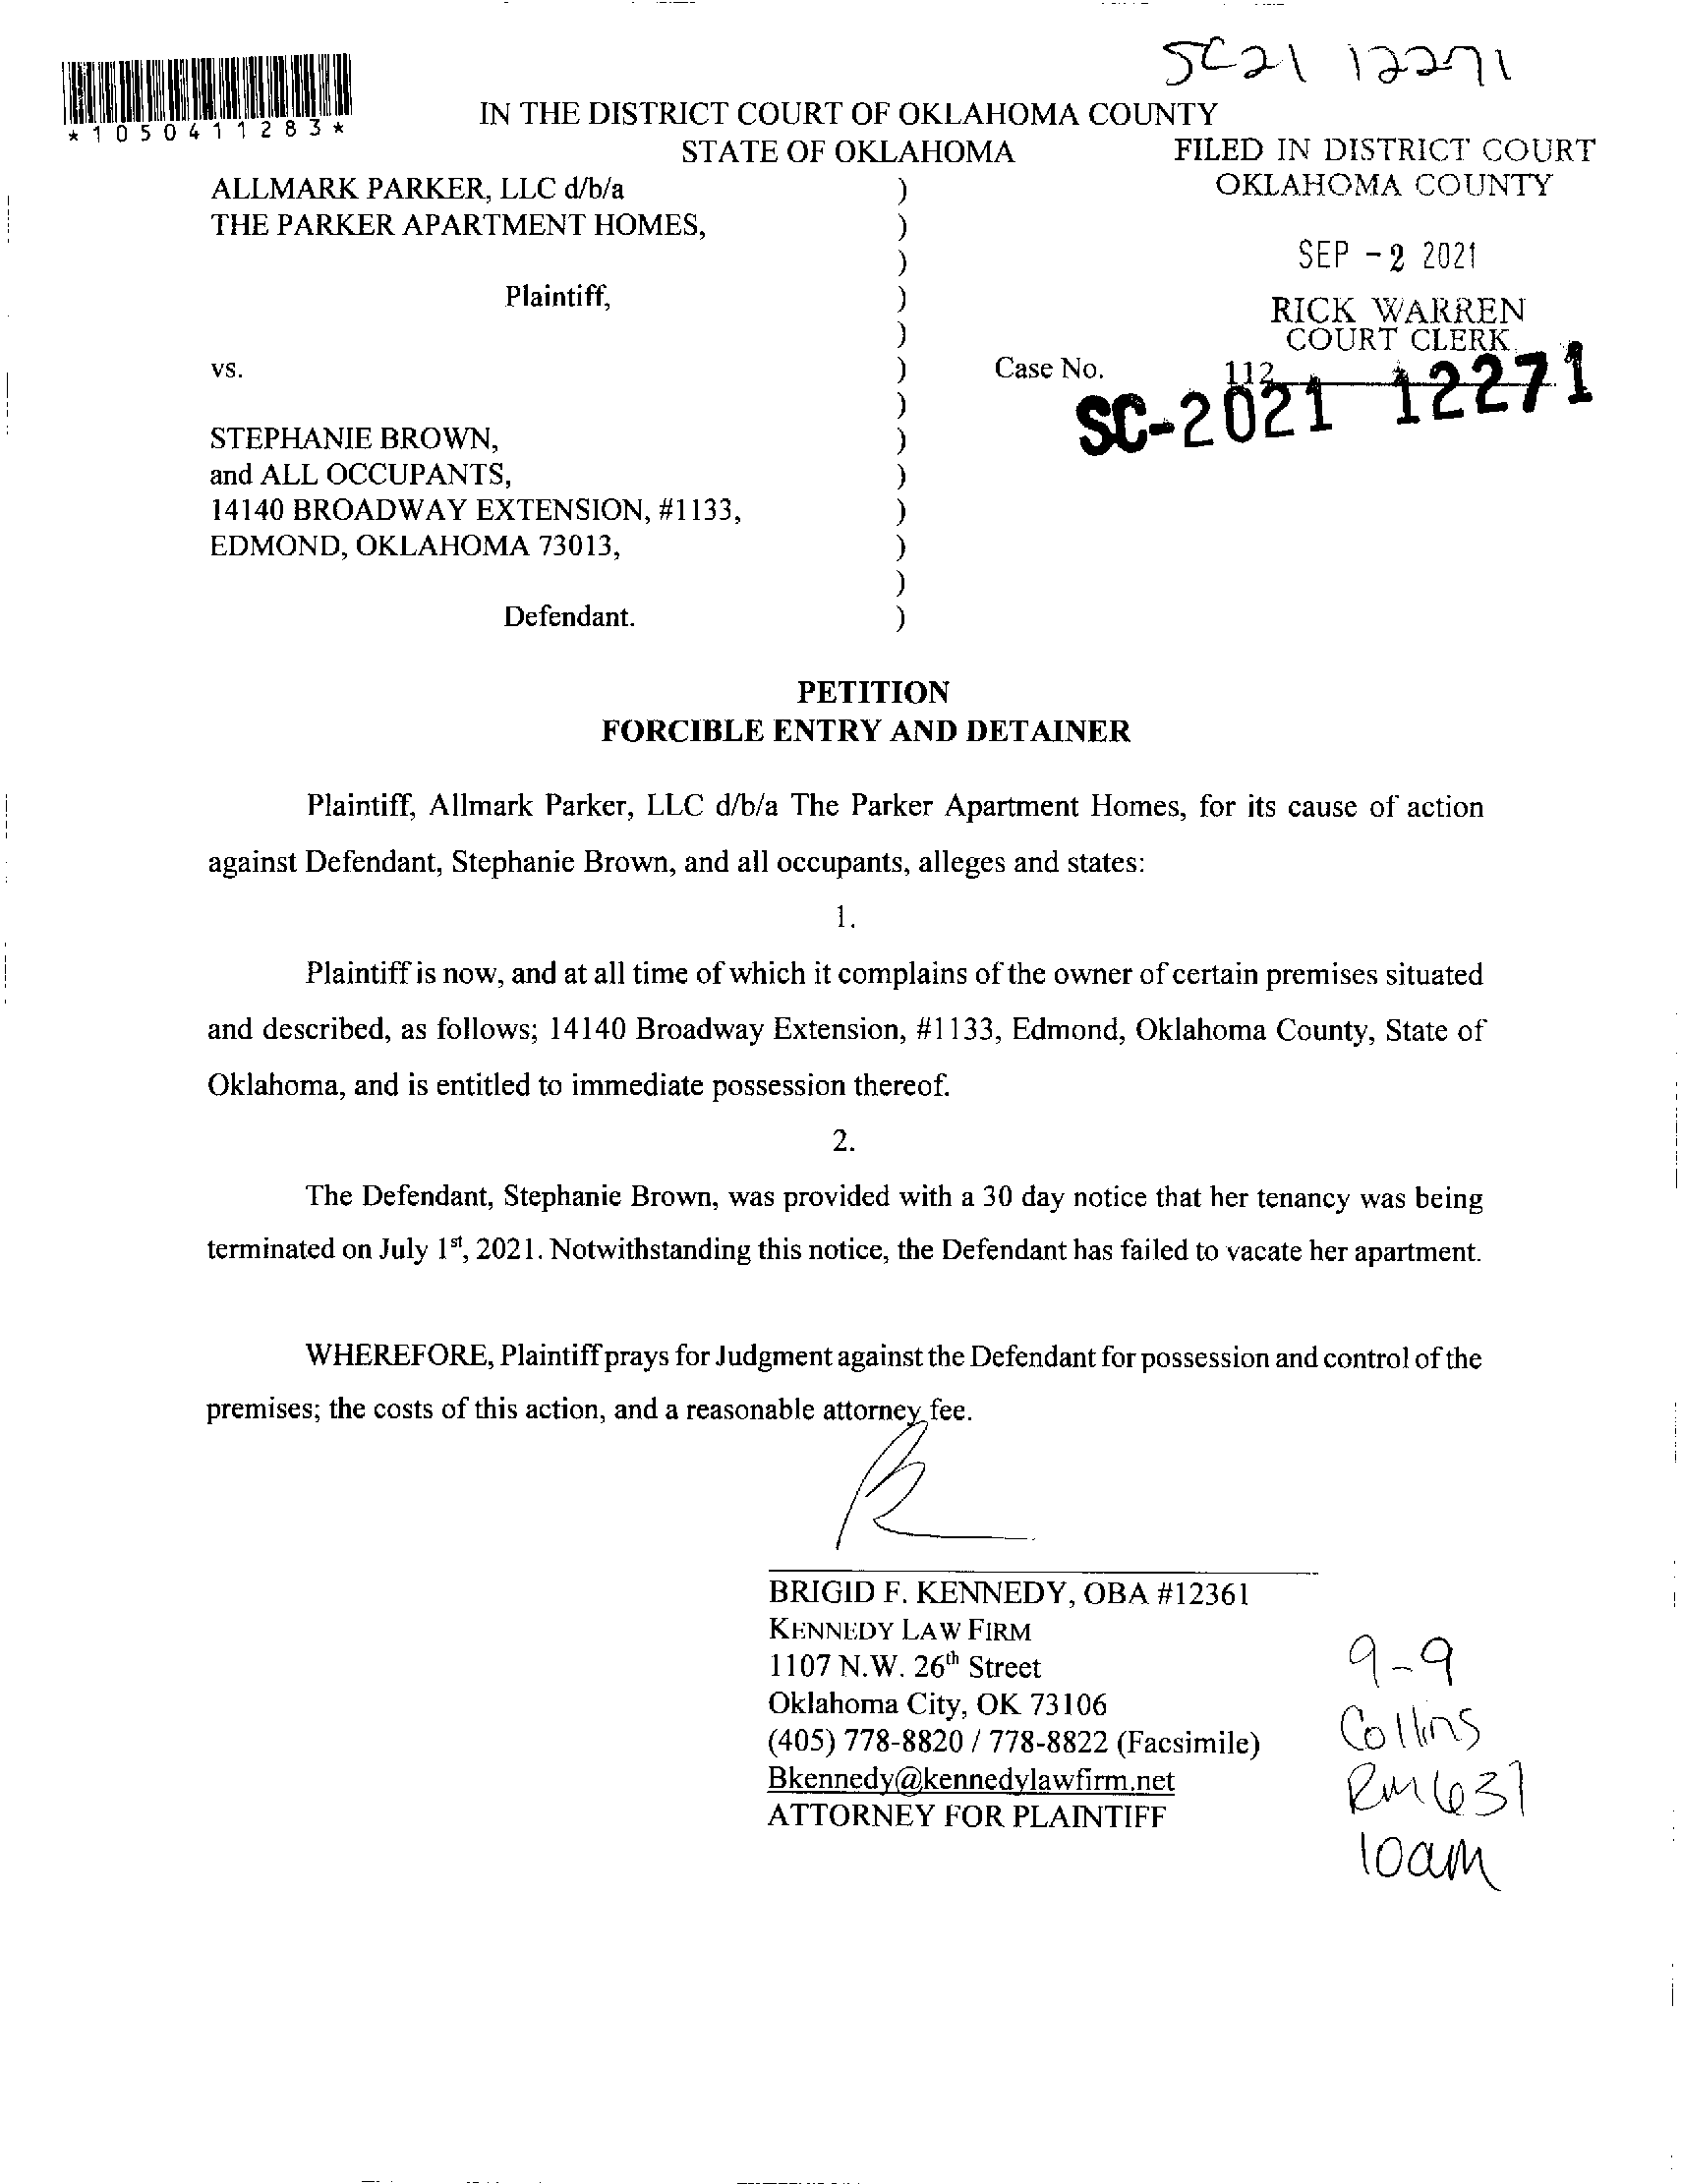 SC21 12271
*1050411283*
IN THE DISTRICT COURT OF OKLAHOMA COUNTY
STATE OF OKLAHOMA
FILED IN DISTRICT COURT
OKLAHOMA COUNTY
SEP - 2 2021
RICK WARREN
COURT CLERK
112
ALLMARK PARKER, LLC d/b/a )
THE PARKER APARTMENT HOMES, )
)
Plaintiff, )
)
vs. ) Case No.
SC-2021 12271
)
STEPHANIE BROWN, )
and ALL OCCUPANTS, )
14140 BROADWAY EXTENSION, #1133, )
EDMOND, OKLAHOMA 73013, )
)
Defendant. )
PETITION
FORCIBLE ENTRY AND DETAINER
Plaintiff, Allmark Parker, LLC d/b/a The Parker Apartment Homes, for its cause of action
against Defendant, Stephanie Brown, and all occupants, alleges and states:
1.
Plaintiff is now, and at all time of which it complains of the owner of certain premises situated
and described, as follows; 14140 Broadway Extension, #1133, Edmond, Oklahoma County, State of
Oklahoma, and is entitled to immediate possession thereof.
2.
The Defendant, Stephanie Brown, was provided with a 30 day notice that her tenancy was being
terminated on July 1st, 2021. Notwithstanding this notice, the Defendant has failed to vacate her apartment.
WHEREFORE, Plaintiff prays for Judgment against the Defendant for possession and control of the
premises; the costs of this action, and a reasonable attorney fee.
BRIGID F. KENNEDY, OBA #12361
KENNEDY LAW FIRM
1107 N.W. 26th Street
Oklahoma City, OK 73106
(405) 778-8820 / 778-8822 (Facsimile)
Bkennedy@kennedylawfirm.net
ATTORNEY FOR PLAINTIFF
9-9
Collins
Rm 637
10am